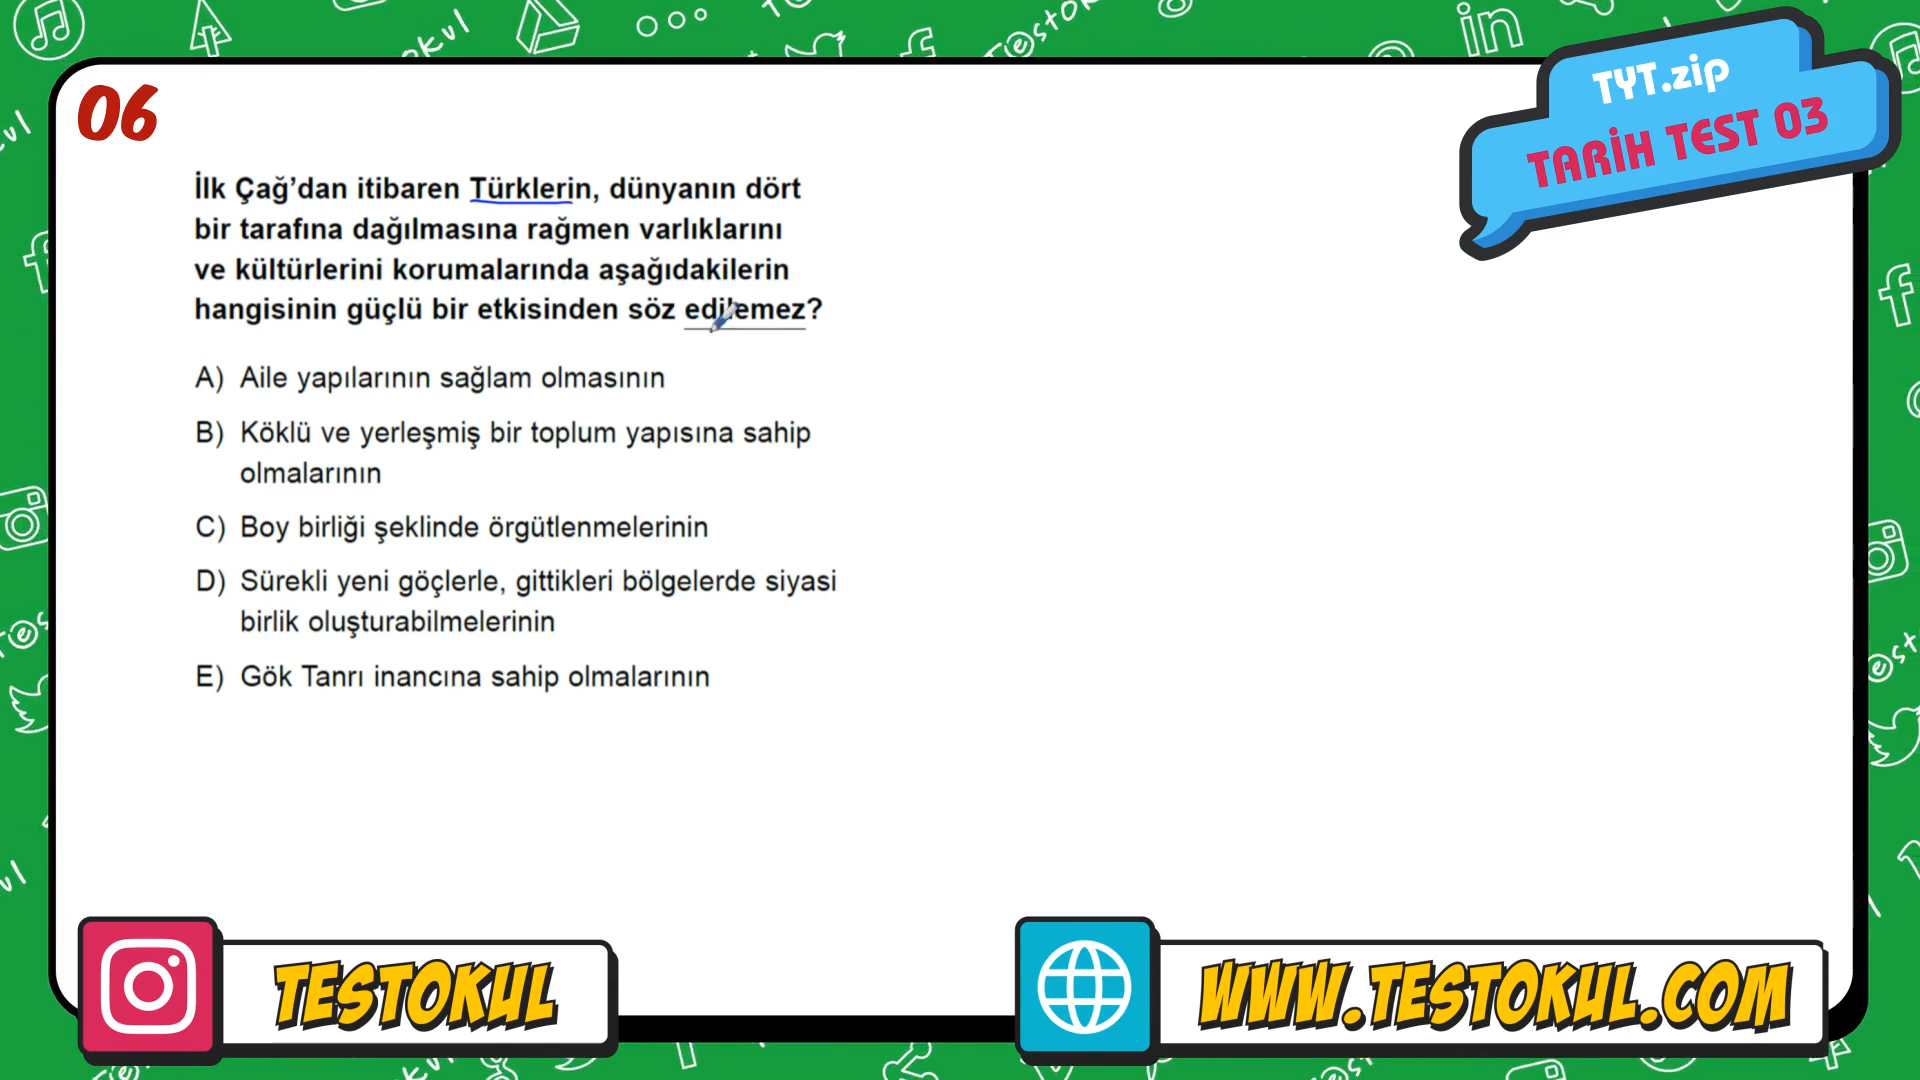 06
TYT.zip
TARİH TEST 03
İlk Çağ'dan itibaren Türklerin, dünyanın dört
bir tarafına dağılmasına rağmen varlıklarını
ve kültürlerini korumalarında aşağıdakilerin
hangisinin güçlü bir etkisinden söz edilemez?
A) Aile yapılarının sağlam olmasının
B) Köklü ve yerleşmiş bir toplum yapısına sahip
olmalarının
C) Boy birliği şeklinde örgütlenmelerinin
D) Sürekli yeni göçlerle, gittikleri bölgelerde siyasi
birlik oluşturabilmelerinin
E) Gök Tanrı inancına sahip olmalarının
TESTOKUL
WWW.TESTOKUL.COM